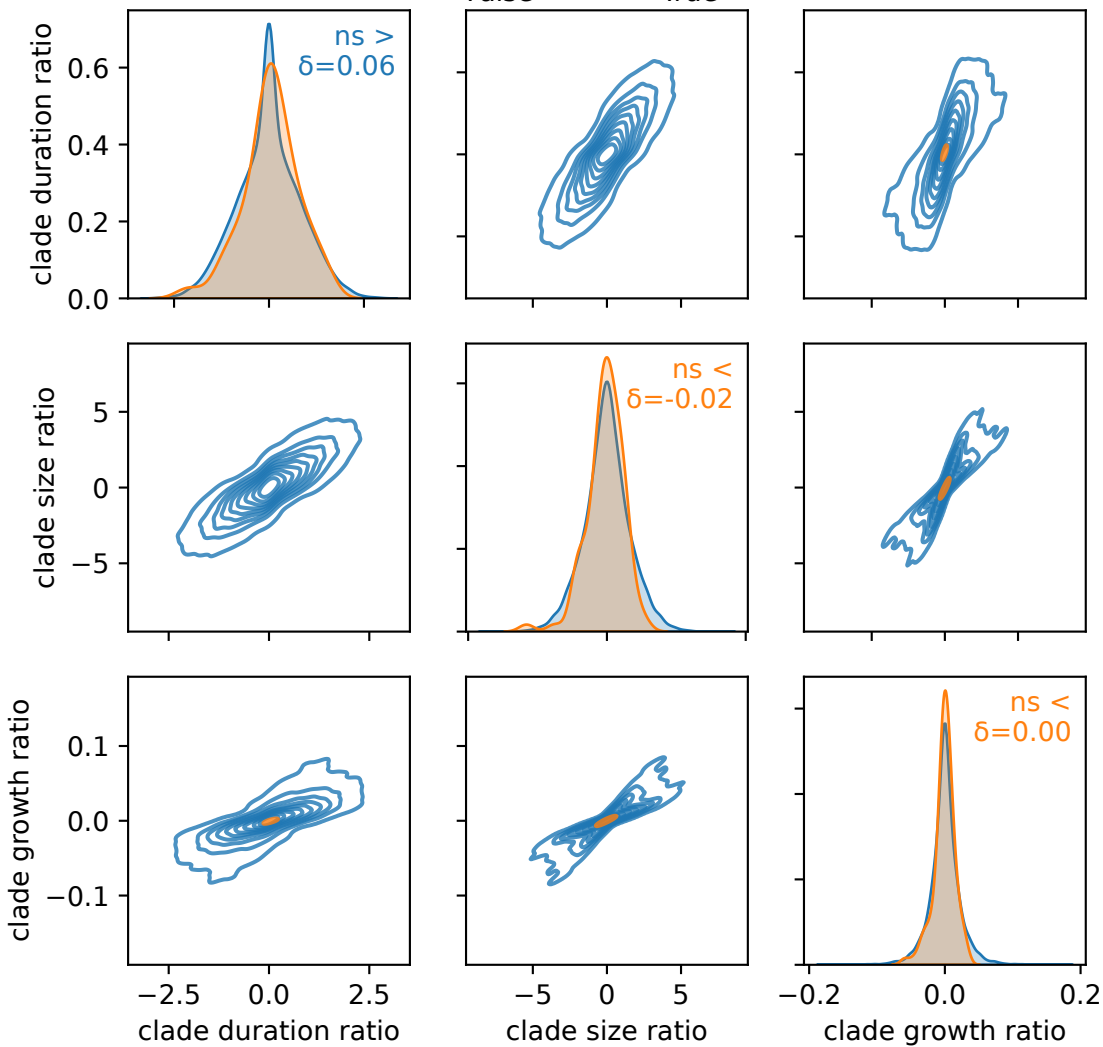 clade duration ratio
0.6
0.4
0.2
0.0
ns >
δ=0.06
clade size ratio
5
0
−5
ns <
δ=-0.02
clade growth ratio
0.1
0.0
−0.1
ns <
δ=0.00
−2.5 0.0 2.5
−5 0 5
−0.2 0.0 0.2
clade duration ratio
clade size ratio
clade growth ratio